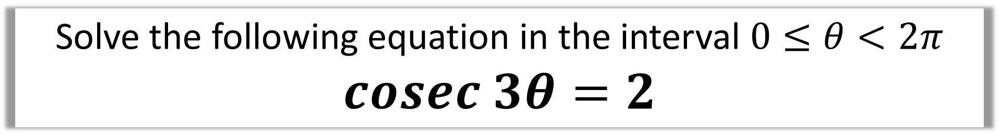 Solve the following equation in the interval 0 ≤ θ < 2π
cosec 3θ = 2